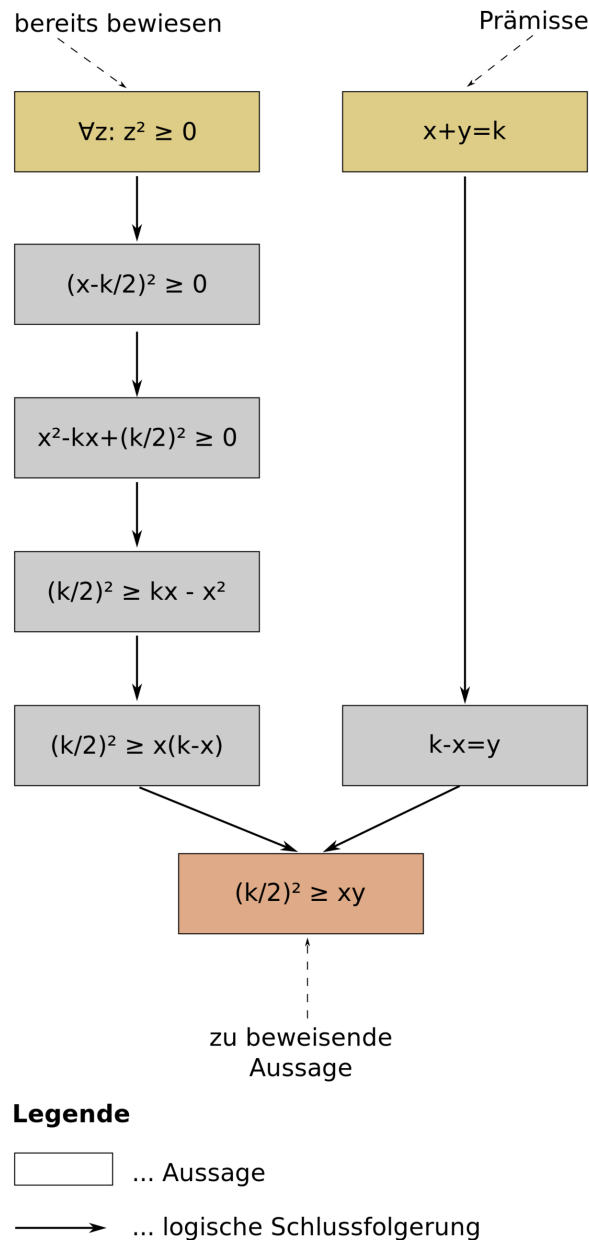 bereits bewiesen
Prämisse
∀z: z² ≥ 0
x+y=k
(x-k/2)² ≥ 0
x²-kx+(k/2)² ≥ 0
(k/2)² ≥ kx - x²
(k/2)² ≥ x(k-x)
k-x=y
(k/2)² ≥ xy
zu beweisende
Aussage
Legende
... Aussage
... logische Schlussfolgerung